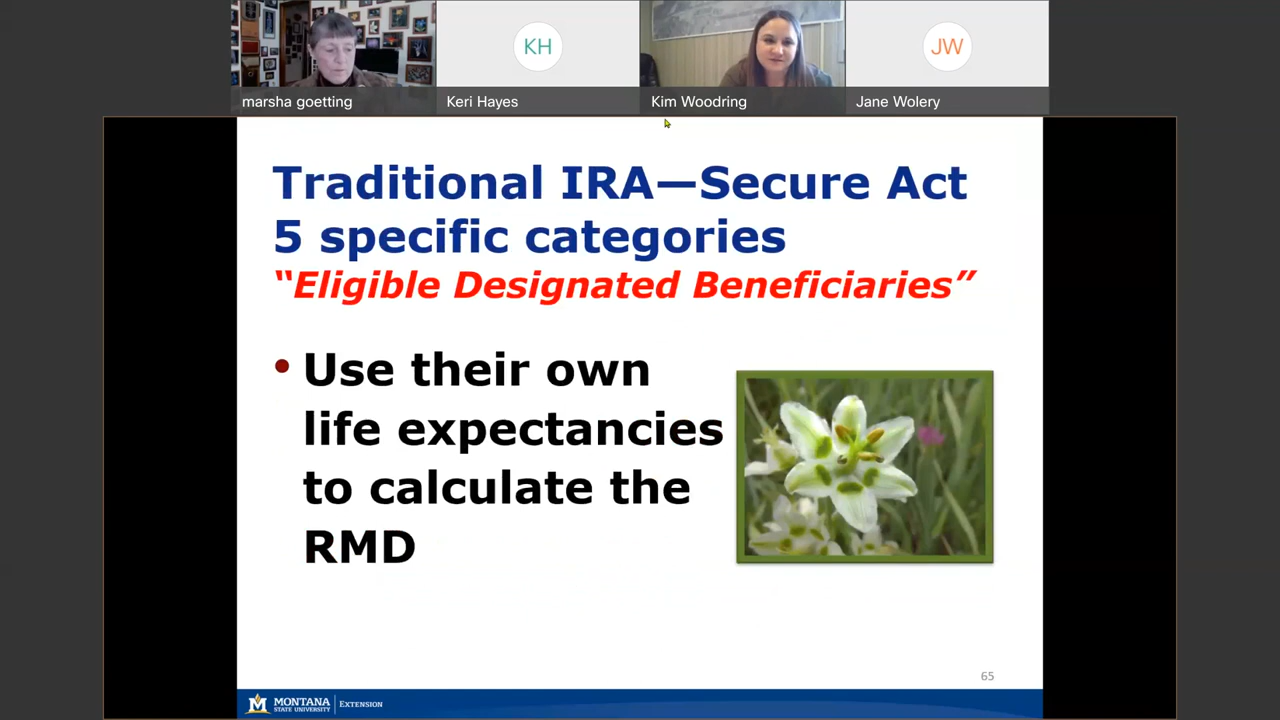 KH
JW
marsha goetting
Keri Hayes
Kim Woodring
Jane Wolery
Traditional IRA—Secure Act
5 specific categories
“Eligible Designated Beneficiaries”
• Use their own
life expectancies
to calculate the
RMD
65
MONTANA
STATE UNIVERSITY
EXTENSION